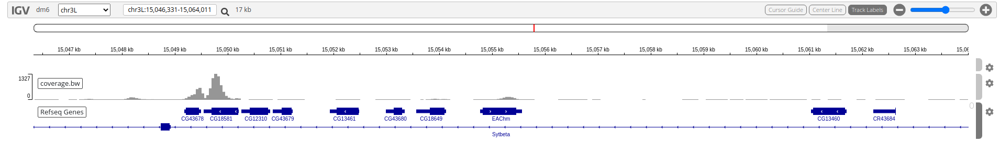 IGV dm6 chr3L chr3L:15,046,331-15,064,011 17 kb Cursor Guide Center Line Track Labels
15,047 kb 15,048 kb 15,049 kb 15,050 kb 15,051 kb 15,052 kb 15,053 kb 15,054 kb 15,055 kb 15,056 kb 15,057 kb 15,058 kb 15,059 kb 15,060 kb 15,061 kb 15,062 kb 15,063 kb 15,06
1327
coverage.bw
0
Refseq Genes
CG43678 CG18581 CG12310 CG43679 CG13461 CG43680 CG18649 EAChm CG13460 CR43684
Sytbeta